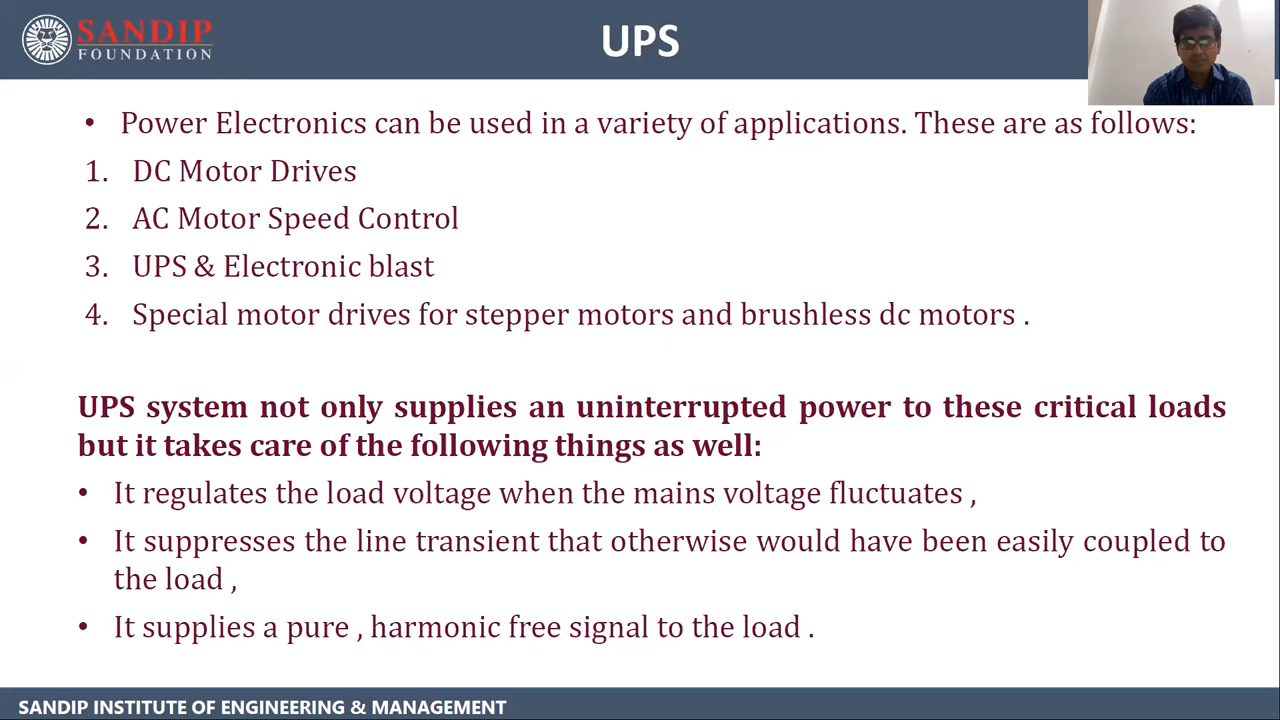 SANDIP
FOUNDATION
UPS
• Power Electronics can be used in a variety of applications. These are as follows:
1. DC Motor Drives
2. AC Motor Speed Control
3. UPS & Electronic blast
4. Special motor drives for stepper motors and brushless dc motors .
UPS system not only supplies an uninterrupted power to these critical loads
but it takes care of the following things as well:
• It regulates the load voltage when the mains voltage fluctuates ,
• It suppresses the line transient that otherwise would have been easily coupled to
the load ,
• It supplies a pure , harmonic free signal to the load .
SANDIP INSTITUTE OF ENGINEERING & MANAGEMENT